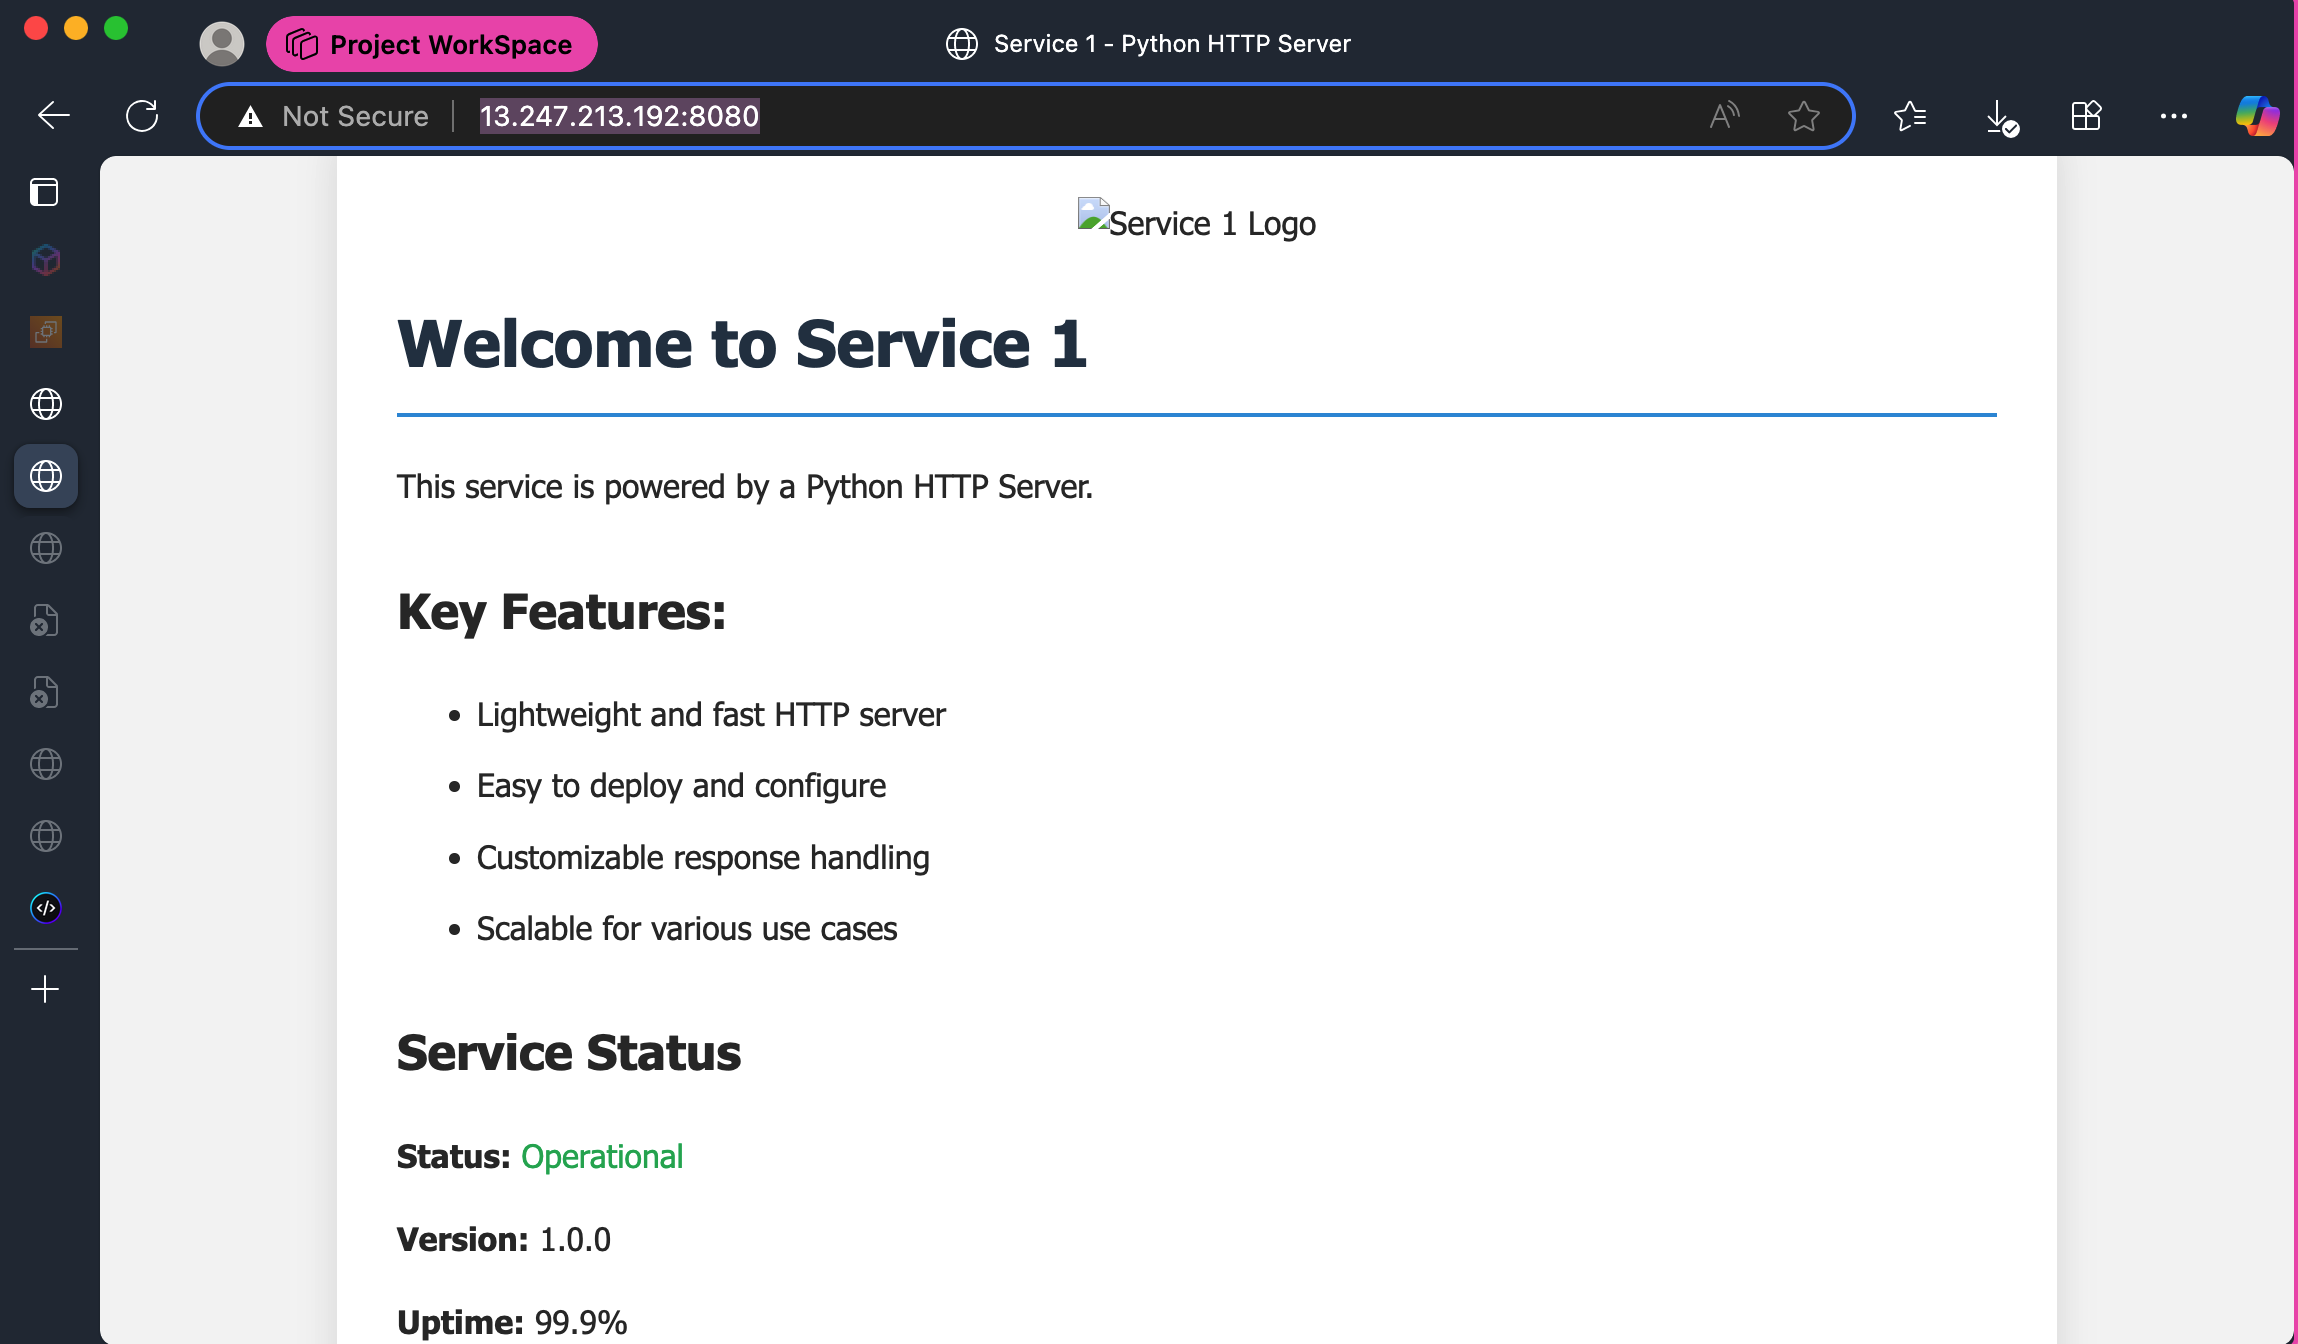 Project WorkSpace
Service 1 - Python HTTP Server
Not Secure
13.247.213.192:8080
Service 1 Logo
Welcome to Service 1
This service is powered by a Python HTTP Server.
Key Features:
• Lightweight and fast HTTP server
• Easy to deploy and configure
• Customizable response handling
• Scalable for various use cases
Service Status
Status: Operational
Version: 1.0.0
Uptime: 99.9%